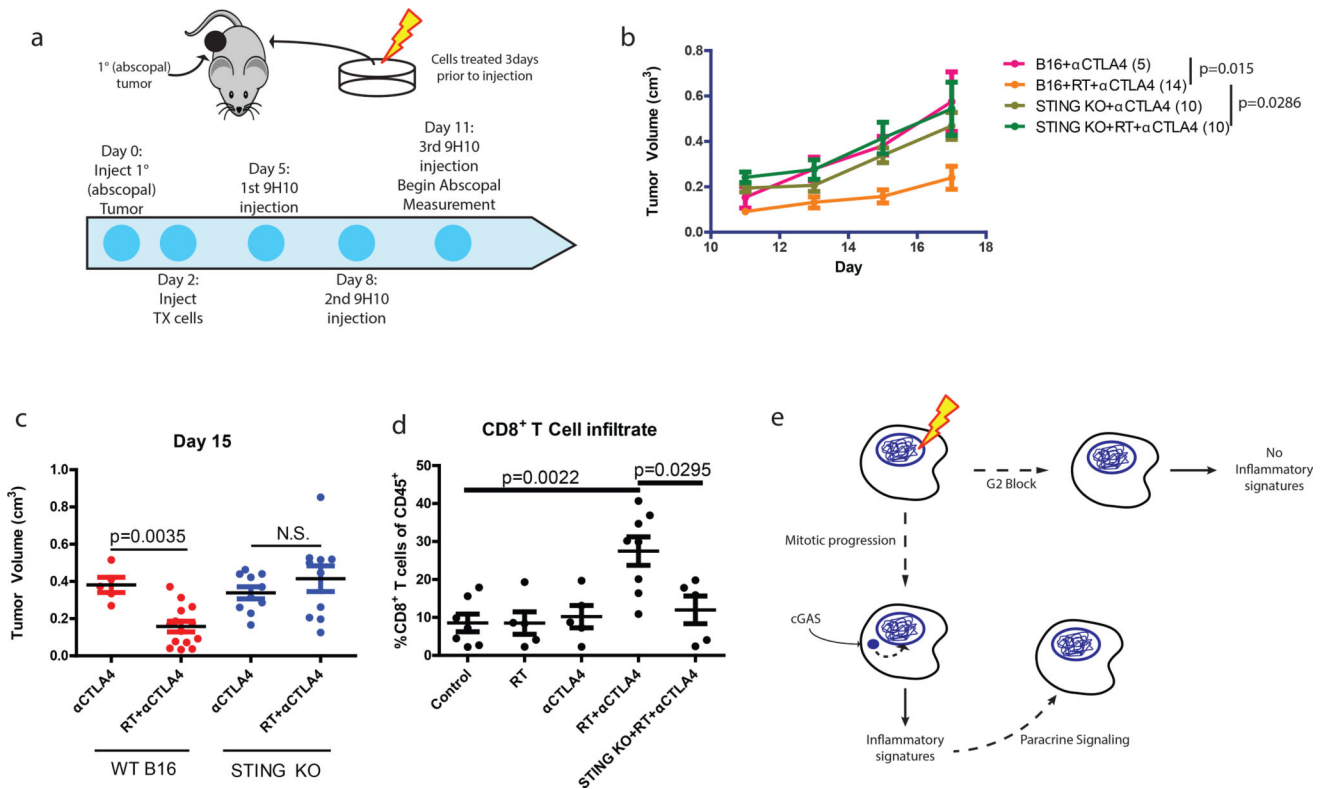 a
1° (abscopal)
tumor
Cells treated 3days
prior to injection
Day 0:
Inject 1°
(abscopal)
Tumor
Day 5:
1st 9H10
injection
Day 11:
3rd 9H10
injection
Begin Abscopal
Measurement
Day 2:
Inject
TX cells
Day 8:
2nd 9H10
injection
b
Tumor Volume (cm³)
0.8
0.6
0.4
0.2
0.0
10 12 14 16 18
Day
B16+αCTLA4 (5)
B16+RT+αCTLA4 (14)
STING KO+αCTLA4 (10)
STING KO+RT+αCTLA4 (10)
p=0.015
p=0.0286
c
Day 15
Tumor Volume (cm³)
1.0
0.8
0.6
0.4
0.2
0.0
p=0.0035
N.S.
αCTLA4
RT+αCTLA4
αCTLA4
RT+αCTLA4
WT B16
STING KO
d
CD8⁺ T Cell infiltrate
%CD8⁺ T cells of CD45⁺
50
40
30
20
10
0
p=0.0022
p=0.0295
Control
RT
αCTLA4
RT+αCTLA4
STING KO+RT+αCTLA4
e
G2 Block
No
Inflammatory
signatures
Mitotic progression
cGAS
Inflammatory
signatures
Paracrine Signaling